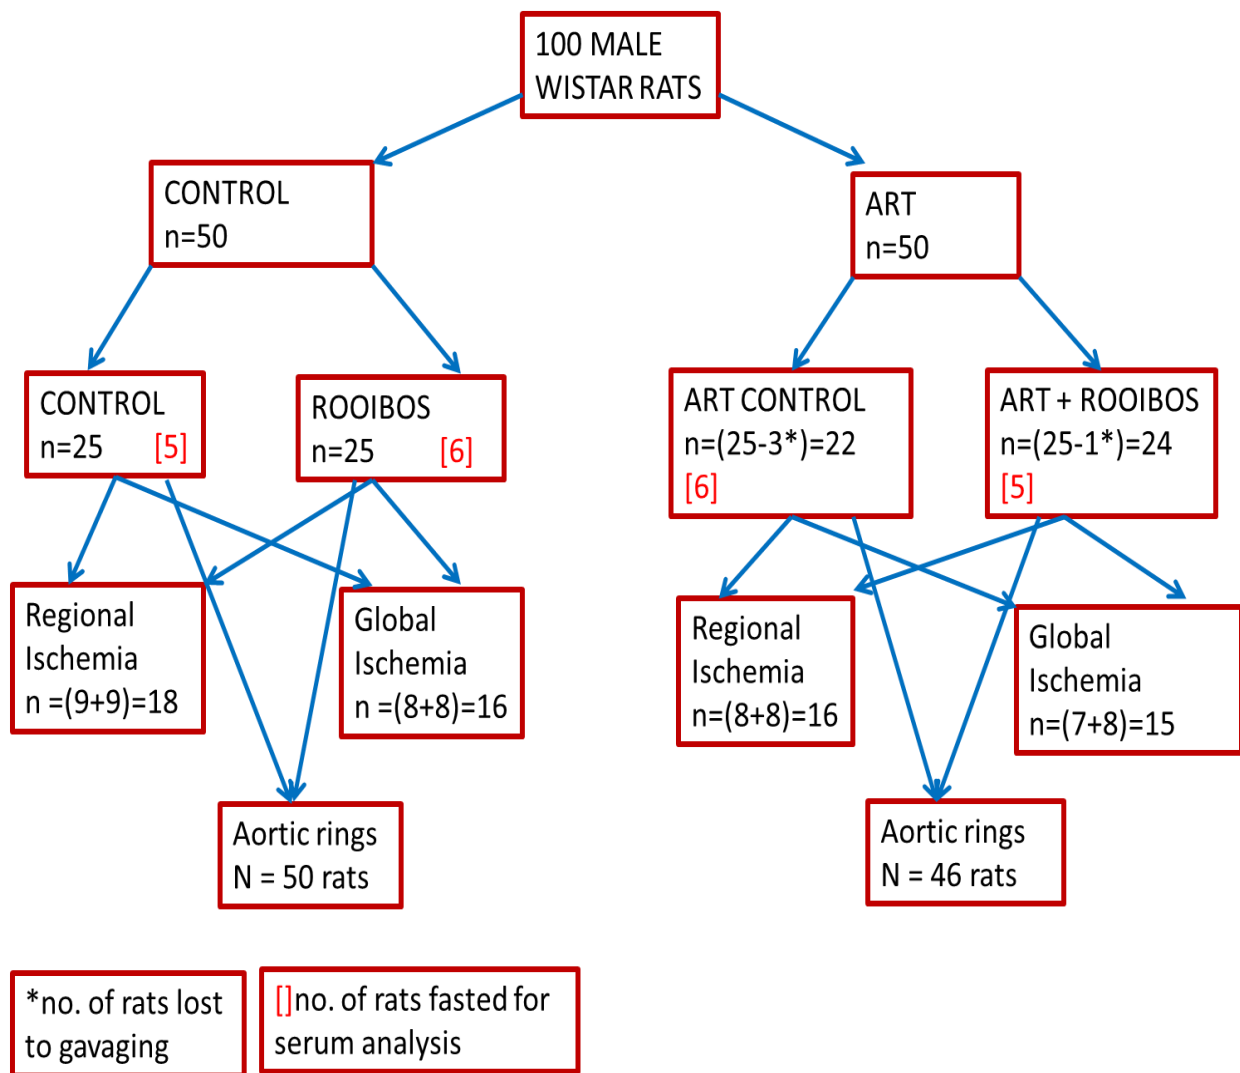 100 MALE
WISTAR RATS
CONTROL
n=50
ART
n=50
CONTROL
n=25 [5]
ROOIBOS
n=25 [6]
ART CONTROL
n=(25-3*)=22
[6]
ART + ROOIBOS
n=(25-1*)=24
[5]
Regional
Ischemia
n =(9+9)=18
Global
Ischemia
n =(8+8)=16
Regional
Ischemia
n=(8+8)=16
Global
Ischemia
n=(7+8)=15
Aortic rings
N = 50 rats
Aortic rings
N = 46 rats
*no. of rats lost
to gavaging
[]no. of rats fasted for
serum analysis